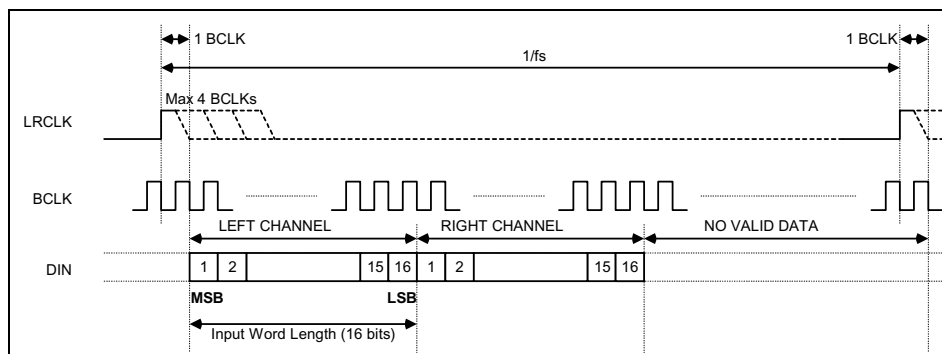 1 BCLK
1 BCLK
1/fs
Max 4 BCLKs
LRCLK
BCLK
LEFT CHANNEL
RIGHT CHANNEL
NO VALID DATA
DIN
1 2 15 16 1 2 15 16
MSB
LSB
Input Word Length (16 bits)